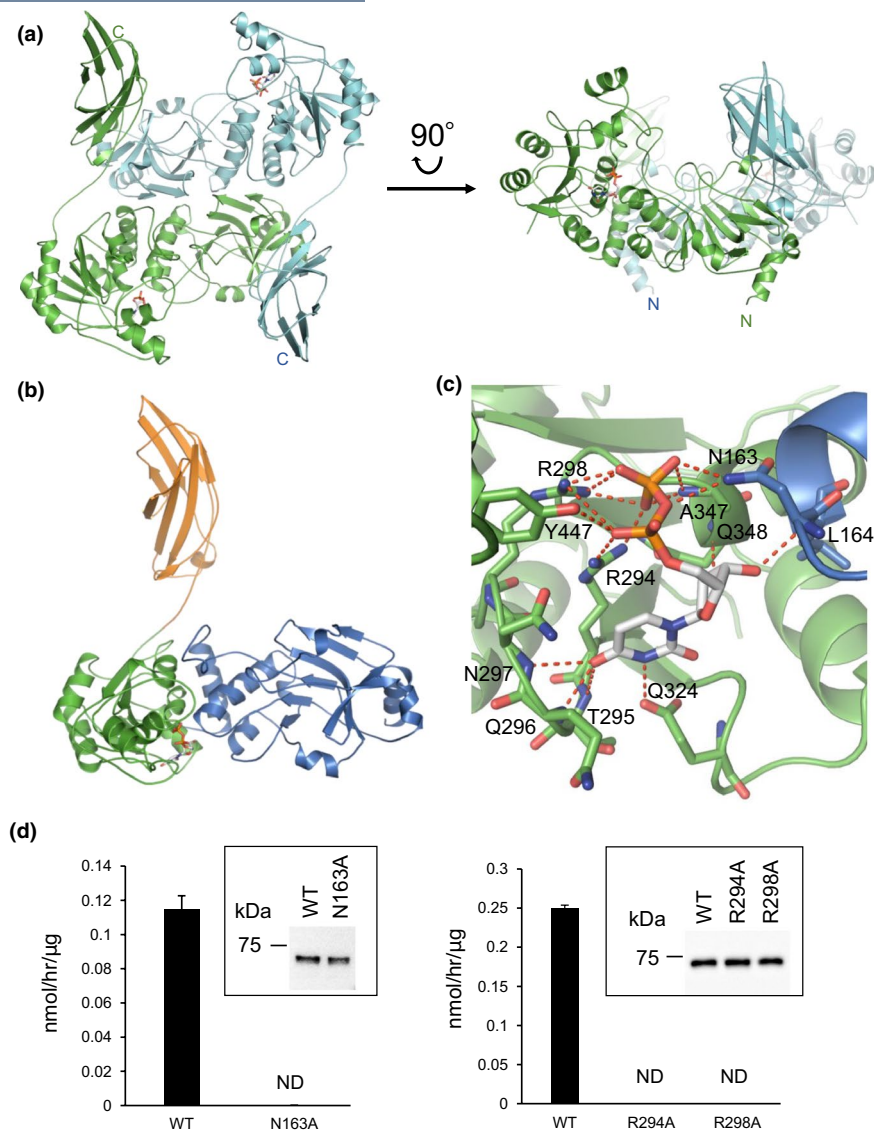 (a)
C
C
90°
N
N
(b)
(c)
R298
N163
Y447
A347
Q348
L164
R294
N297
Q324
Q296
T295
(d)
nmol/hr/µg
0.14
0.12
0.1
0.08
0.06
0.04
0.02
0
kDa
WT
N163A
75
ND
WT
N163A
nmol/hr/µg
0.3
0.25
0.2
0.15
0.1
0.05
0
kDa
WT
R294A
R298A
75
ND
ND
WT
R294A
R298A